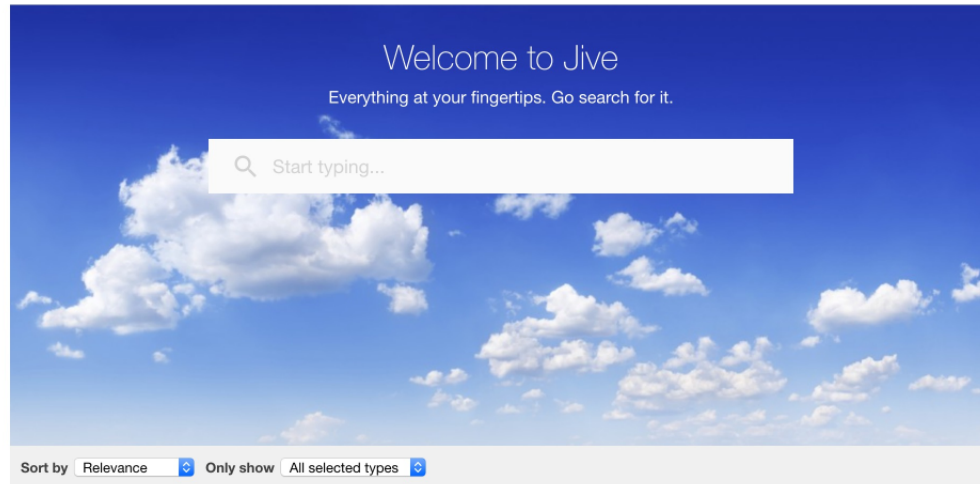 Welcome to Jive
Everything at your fingertips. Go search for it.
Start typing...
Sort by Relevance Only show All selected types